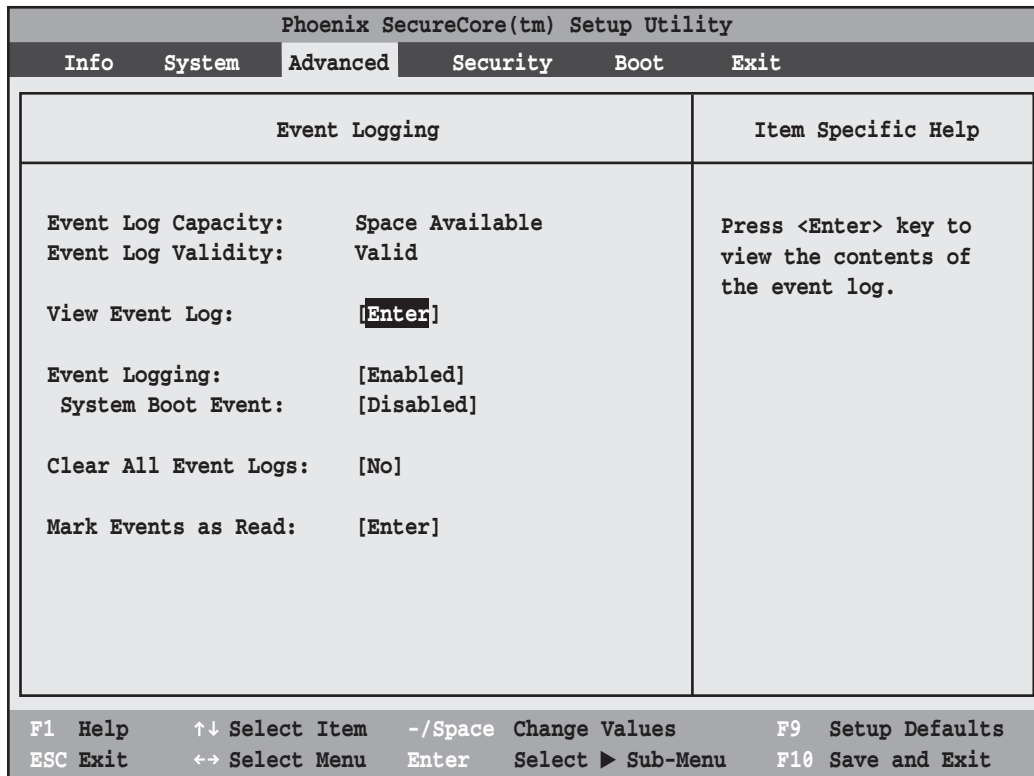 Phoenix SecureCore(tm) Setup Utility
Info System Advanced Security Boot Exit
Event Logging
Item Specific Help
Event Log Capacity: Space Available
Event Log Validity: Valid
View Event Log: [Enter]
Event Logging: [Enabled]
System Boot Event: [Disabled]
Clear All Event Logs: [No]
Mark Events as Read: [Enter]
Press <Enter> key to
view the contents of
the event log.
F1 Help ↑↓ Select Item -/Space Change Values F9 Setup Defaults
ESC Exit ←→ Select Menu Enter Select ▶ Sub-Menu F10 Save and Exit